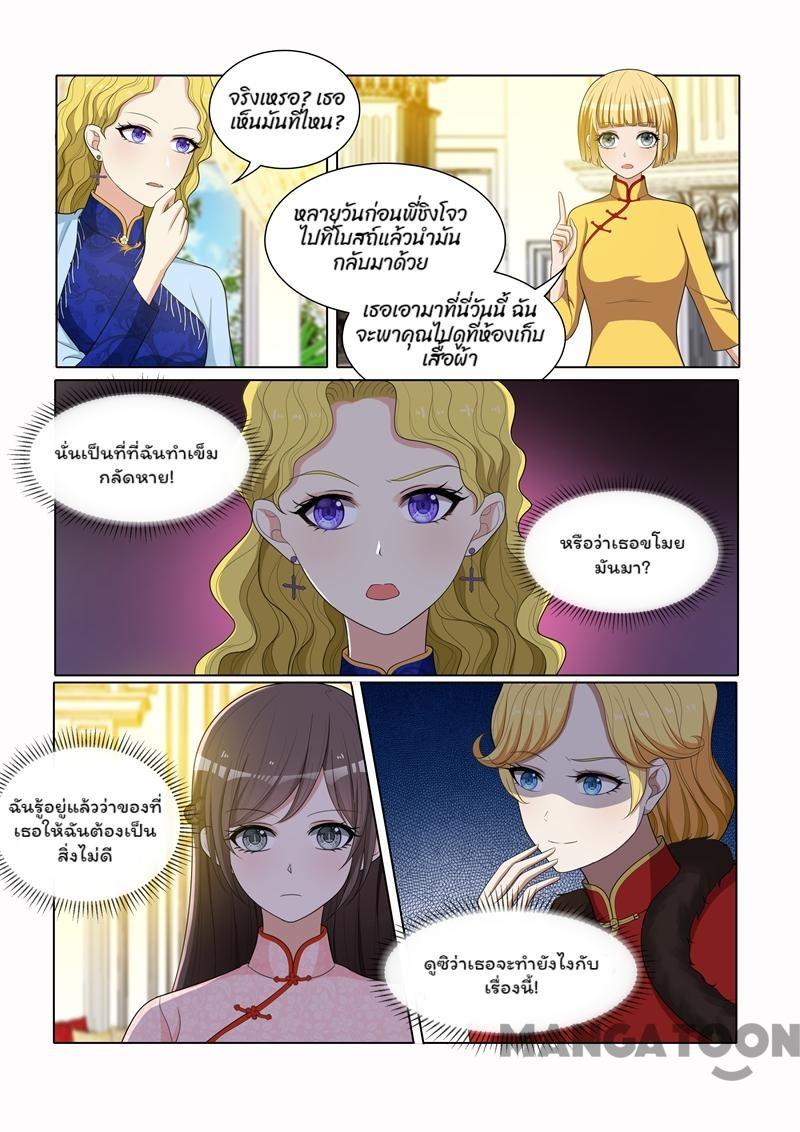 จริงเหรอ? เธอ
เห็นมันที่ไหน?
หลายวันก่อนพี่ชิงโจว
ไปที่โบสถ์แล้วนำมัน
กลับมาด้วย
เธอเอามาที่นี่วันนี้ ฉัน
จะพาคุณไปดูที่ห้องเก็บ
เสื้อผ้า
นั่นเป็นที่ที่ฉันทำเข็ม
กลัดหาย!
หรือว่าเธอขโมย
มันมา?
ฉันรู้อยู่แล้วว่าของที่
เธอให้ฉันต้องเป็น
สิ่งไม่ดี
ดูซิว่าเธอจะทำยังไงกับ
เรื่องนี้!
MANGATOON